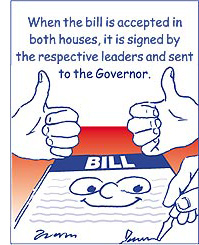 When the bill is accepted in
both houses, it is signed by
the respective leaders and sent
to the Governor.
BILL